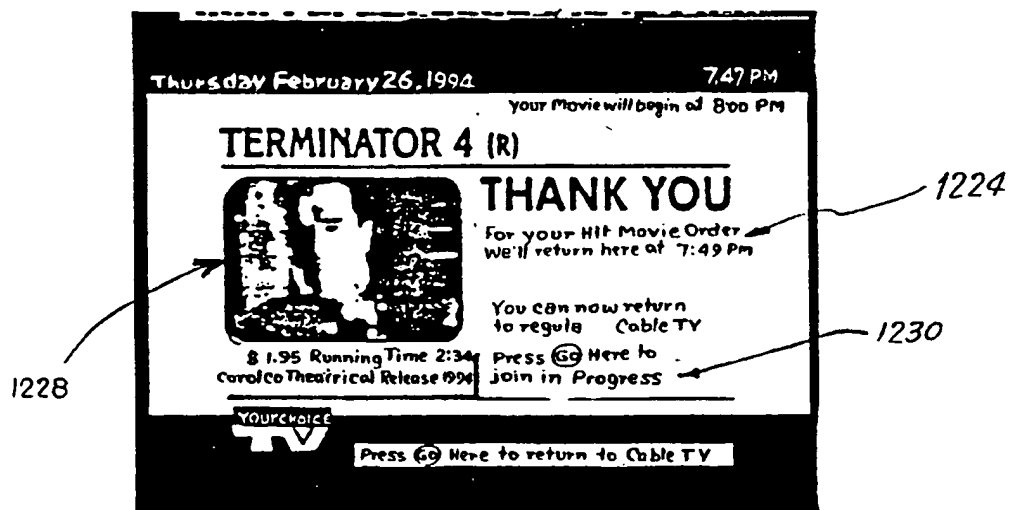 Thursday February 26, 1994 7.47 PM
Your Movie will begin at 8:00 PM
TERMINATOR 4 (R)
THANK YOU
1224
For your Hit Movie Order
We'll return here at 7:49 Pm
You can now return
to regula Cable TV
1230
$ 1.95 Running Time 2:34
Carolco Theatrical Release 1994
Press Go Here to
join in Progress
1228
YOUR CHOICE
TV
Press Go Here to return to Cable TV